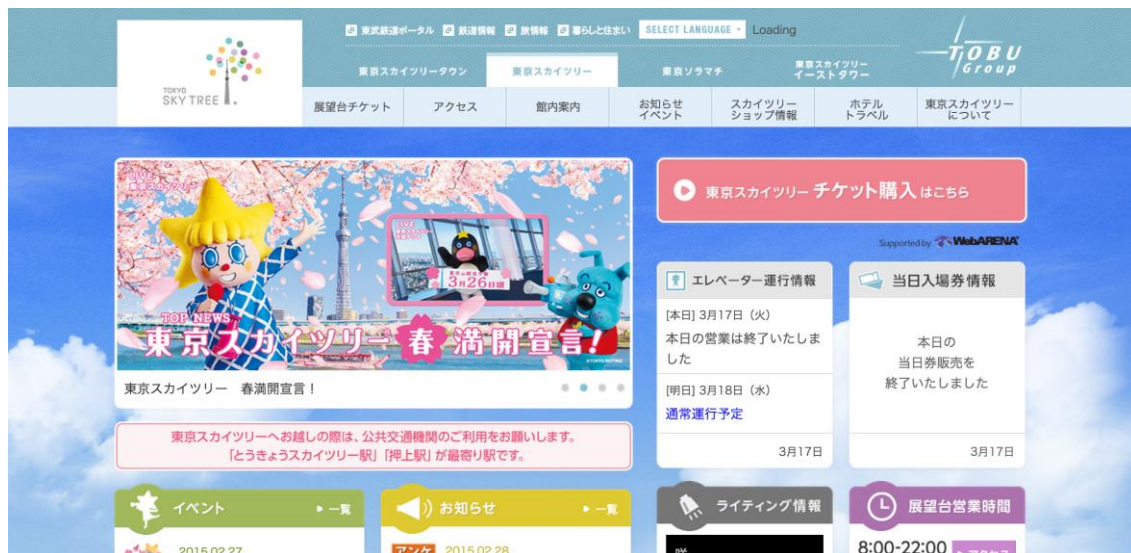 東武鉄道ポータル 鉄道情報 旅情報 暮らしと住まい SELECT LANGUAGE Loading
TOBU
Group
東京スカイツリータウン 東京スカイツリー 東京ソラマチ 東京スカイツリー
イーストタワー
TOKYO
SKY TREE
展望台チケット アクセス 館内案内 お知らせ
イベント スカイツリー
ショップ情報 ホテル
トラベル 東京スカイツリー
について
LIVE
LIVE
3月26日
TOP NEWS
東京スカイツリー 春 満開宣言!
東京スカイツリー 春満開宣言!
東京スカイツリーへお越しの際は、公共交通機関のご利用をお願いします。
「とうきょうスカイツリー駅」「押上駅」が最寄り駅です。
東京スカイツリー チケット購入 はこちら
Supported by WebARENA
エレベーター運行情報
[本日] 3月17日(火)
本日の営業は終了いたしま
した
[明日] 3月18日(水)
通常運行予定
3月17日
当日入場券情報
本日の
当日券販売を
終了いたしました
3月17日
イベント 一覧
2015.02.27
お知らせ 一覧
アンケ 2015.02.28
ライティング情報
展望台営業時間
8:00-22:00 アクセス